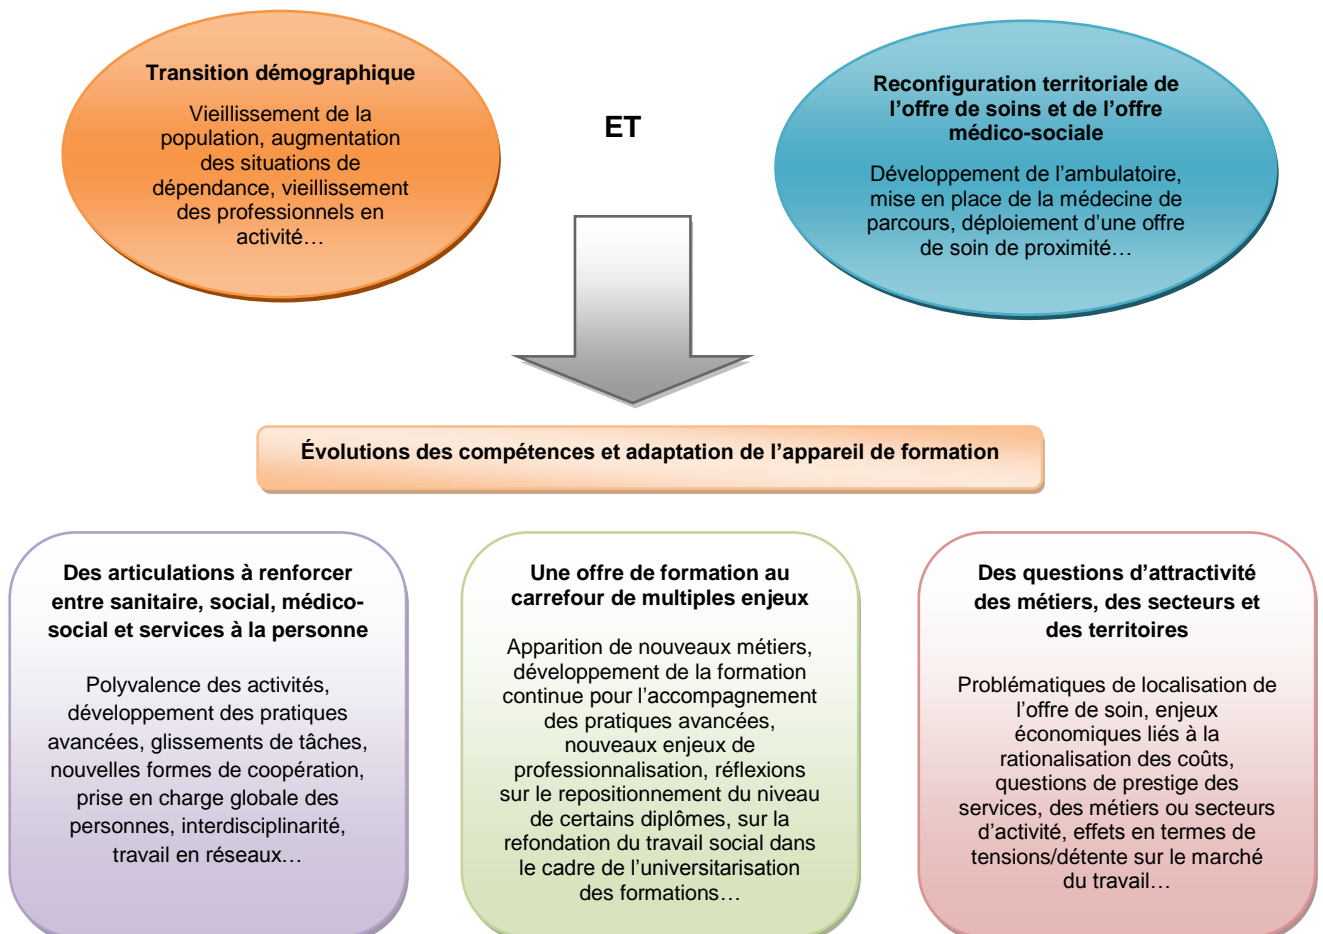 Transition démographique
Vieillissement de la
population, augmentation
des situations de
dépendance, vieillissement
des professionnels en
activité…
ET
Reconfiguration territoriale de
l’offre de soins et de l’offre
médico-sociale
Développement de l’ambulatoire,
mise en place de la médecine de
parcours, déploiement d’une offre
de soin de proximité…
Évolutions des compétences et adaptation de l’appareil de formation
Des articulations à renforcer
entre sanitaire, social, médico-
social et services à la personne
Polyvalence des activités,
développement des pratiques
avancées, glissements de tâches,
nouvelles formes de coopération,
prise en charge globale des
personnes, interdisciplinarité,
travail en réseaux…
Une offre de formation au
carrefour de multiples enjeux
Apparition de nouveaux métiers,
développement de la formation
continue pour l’accompagnement
des pratiques avancées,
nouveaux enjeux de
professionnalisation, réflexions
sur le repositionnement du niveau
de certains diplômes, sur la
refondation du travail social dans
le cadre de l’universitarisation
des formations…
Des questions d’attractivité
des métiers, des secteurs et
des territoires
Problématiques de localisation de
l’offre de soin, enjeux
économiques liés à la
rationalisation des coûts,
questions de prestige des
services, des métiers ou secteurs
d’activité, effets en termes de
tensions/détente sur le marché
du travail…